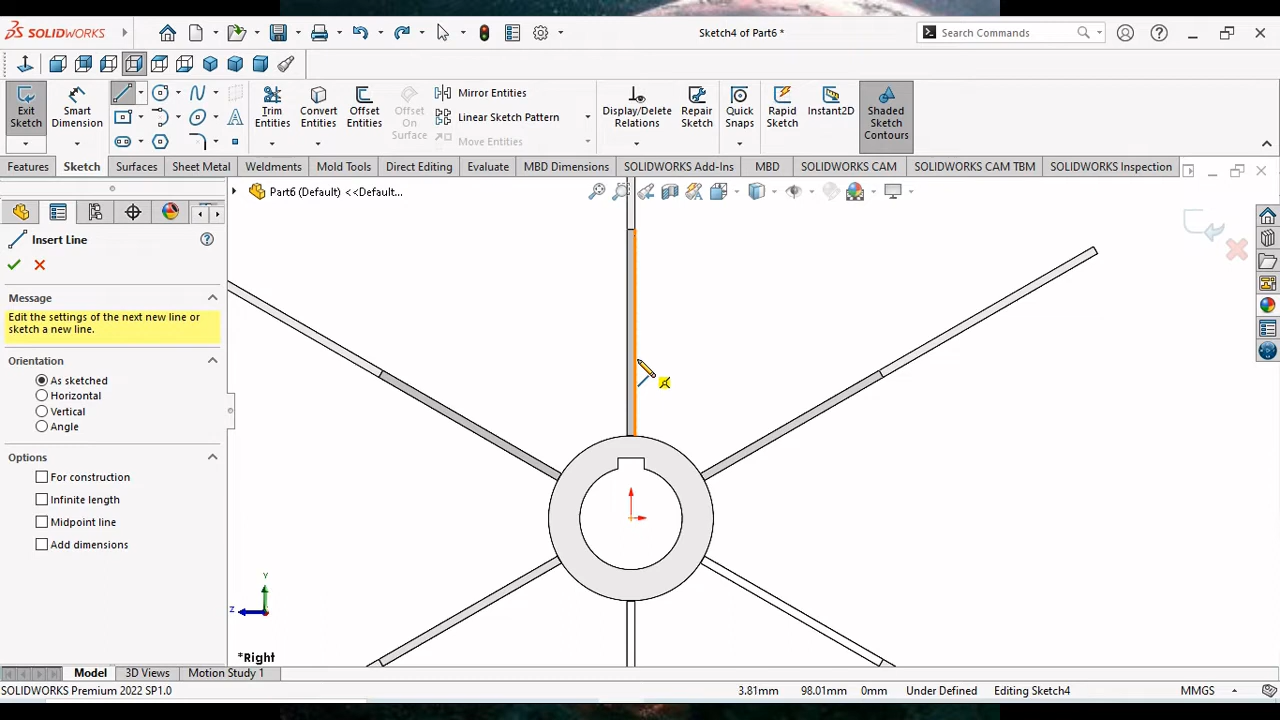 SOLIDWORKS
Sketch4 of Part6 *
Search Commands
Exit Sketch
Smart Dimension
Trim Entities
Convert Entities
Offset Entities
Offset On Surface
Mirror Entities
Linear Sketch Pattern
Move Entities
Display/Delete Relations
Repair Sketch
Quick Snaps
Rapid Sketch
Instant2D
Shaded Sketch Contours
Features
Sketch
Surfaces
Sheet Metal
Weldments
Mold Tools
Direct Editing
Evaluate
MBD Dimensions
SOLIDWORKS Add-Ins
MBD
SOLIDWORKS CAM
SOLIDWORKS CAM TBM
SOLIDWORKS Inspection
Part6 (Default) <<Default...
Insert Line
Message
Edit the settings of the next new line or
sketch a new line.
Orientation
As sketched
Horizontal
Vertical
Angle
Options
For construction
Infinite length
Midpoint line
Add dimensions
Y
Z
*Right
Model
3D Views
Motion Study 1
SOLIDWORKS Premium 2022 SP1.0
3.81mm
98.01mm
0mm
Under Defined
Editing Sketch4
MMGS